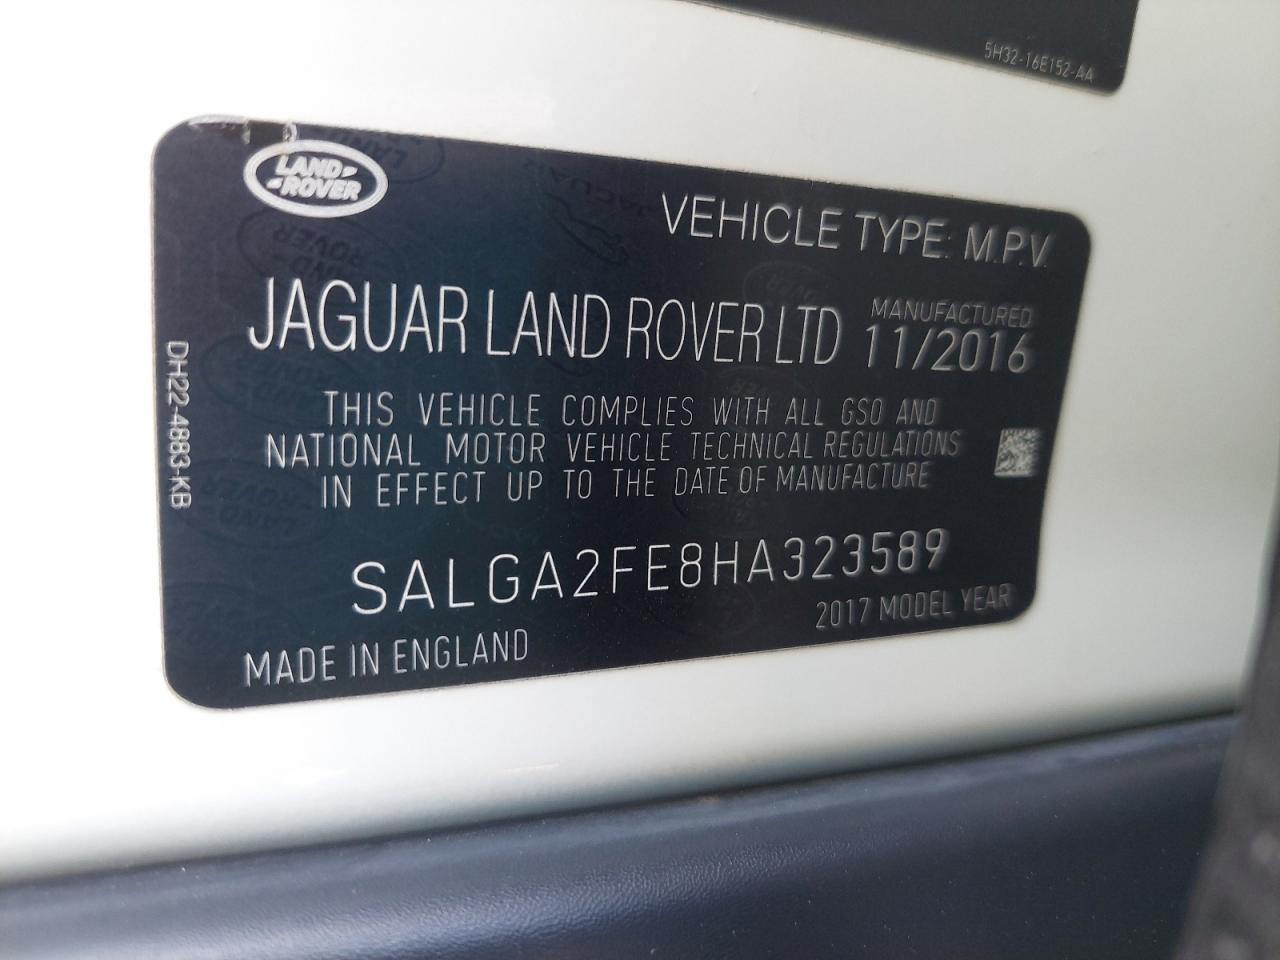 5H32-16E152-AA
LAND
ROVER
VEHICLE TYPE: M.P.V.
JAGUAR LAND ROVER LTD
MANUFACTURED
11/2016
THIS VEHICLE COMPLIES WITH ALL GSO AND
NATIONAL MOTOR VEHICLE TECHNICAL REGULATIONS
IN EFFECT UP TO THE DATE OF MANUFACTURE
SALGA2FE8HA323589
2017 MODEL YEAR
MADE IN ENGLAND
DH22-4883-KB